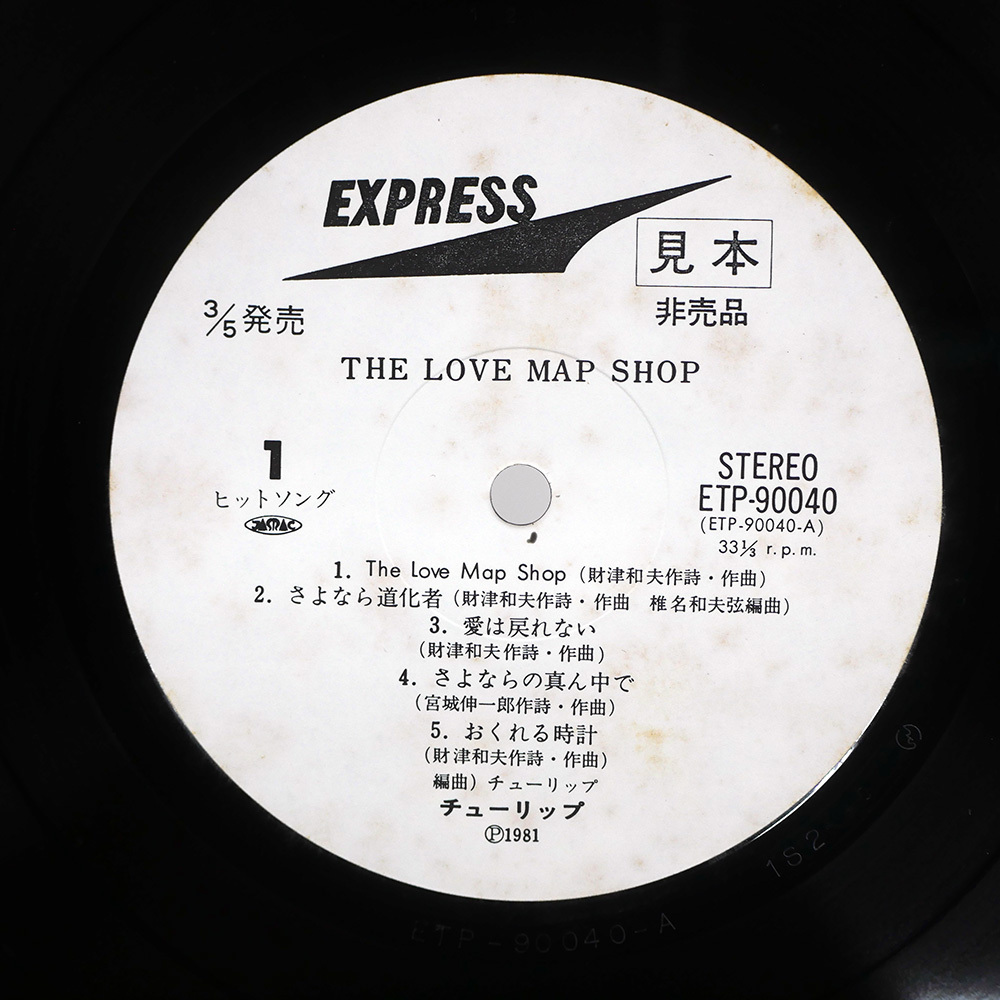 EXPRESS
見本
非売品
3/5発売
THE LOVE MAP SHOP
1
ヒットソング
JASRAC
STEREO
ETP-90040
(ETP-90040-A)
33⅓ r.p.m.
1. The Love Map Shop (財津和夫作詩・作曲)
2. さよなら道化者 (財津和夫作詩・作曲 椎名和夫弦編曲)
3. 愛は戻れない
(財津和夫作詩・作曲)
4. さよならの真ん中で
(宮城伸一郎作詩・作曲)
5. おくれる時計
(財津和夫作詩・作曲)
編曲) チューリップ
チューリップ
Ⓟ1981
1S2
ETP-90040-A